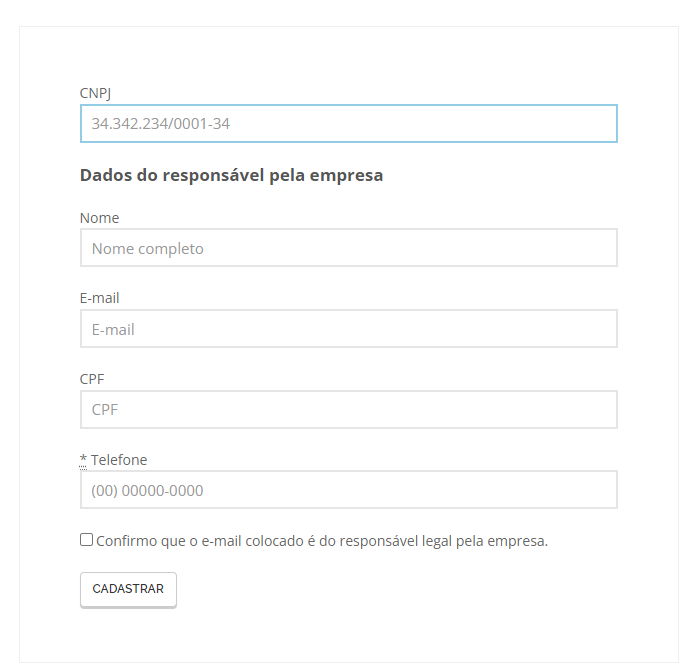 CNPJ
34.342.234/0001-34
Dados do responsável pela empresa
Nome
Nome completo
E-mail
E-mail
CPF
CPF
* Telefone
(00) 00000-0000
Confirmo que o e-mail colocado é do responsável legal pela empresa.
CADASTRAR